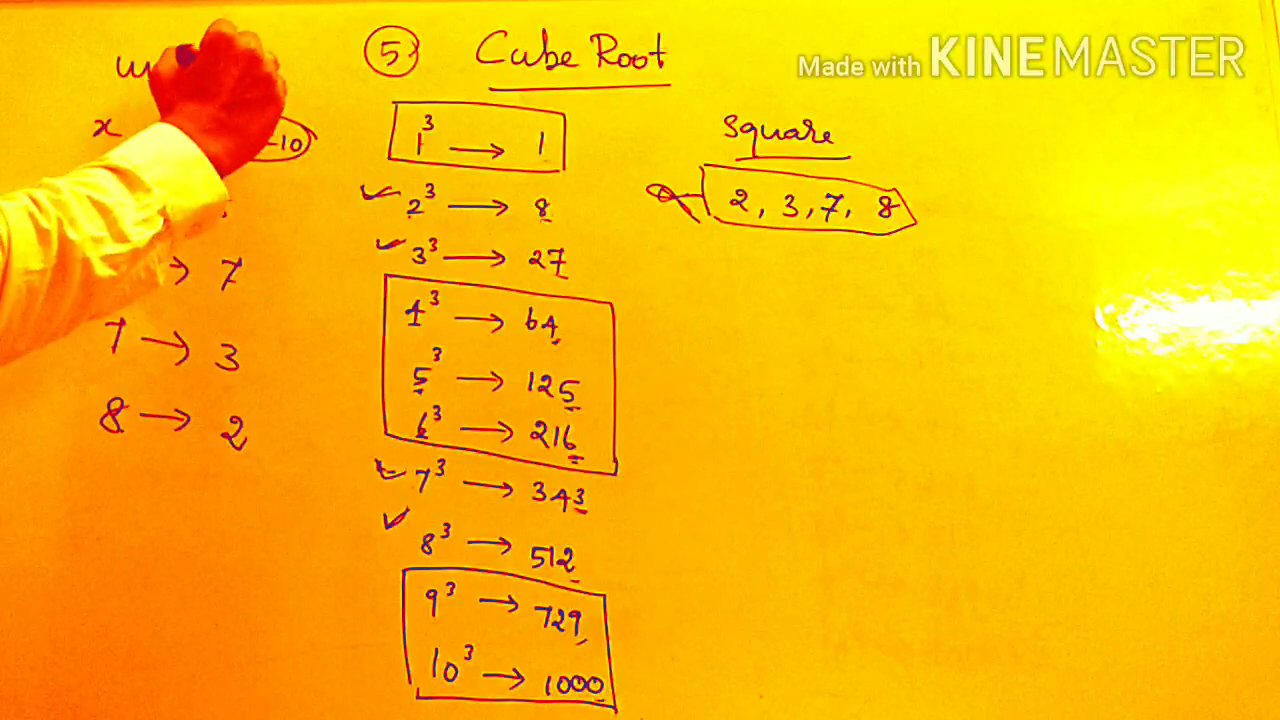 5} Cube Root
Made with KINEMASTER
x -10
1³ → 1
square
2³ → 8
2, 3, 7, 8
3³ → 27
→ 7
4³ → 64
7 → 3
5³ → 125
8 → 2
6³ → 216
7³ → 343
8³ → 512
9³ → 729
10³ → 1000